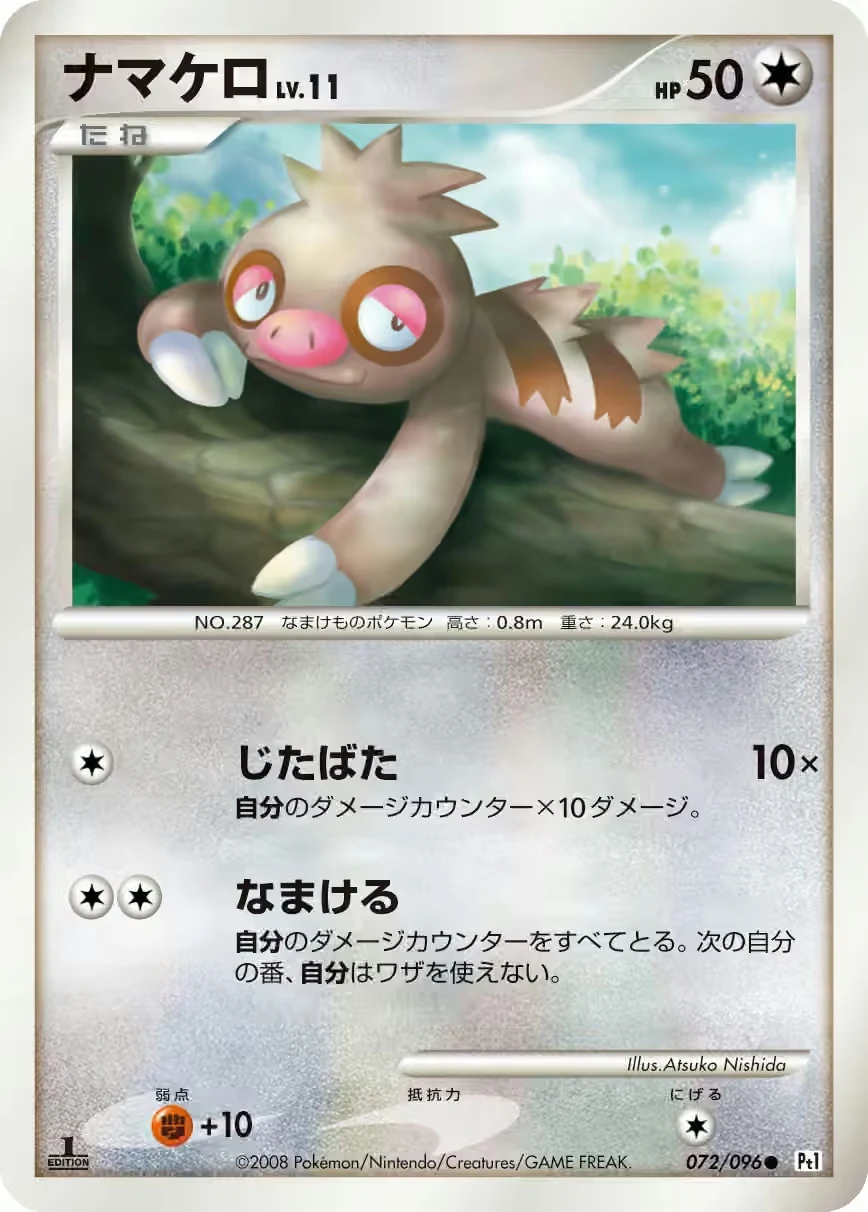 ナマケロ LV.11 HP 50
たね
NO.287 なまけものポケモン 高さ:0.8m 重さ:24.0kg
じたばた 10×
自分のダメージカウンター×10ダメージ。
なまける
自分のダメージカウンターをすべてとる。次の自分
の番、自分はワザを使えない。
Illus.Atsuko Nishida
弱点 抵抗力 にげる
+10
1 EDITION
©2008 Pokémon/Nintendo/Creatures/GAME FREAK. 072/096● Pt1